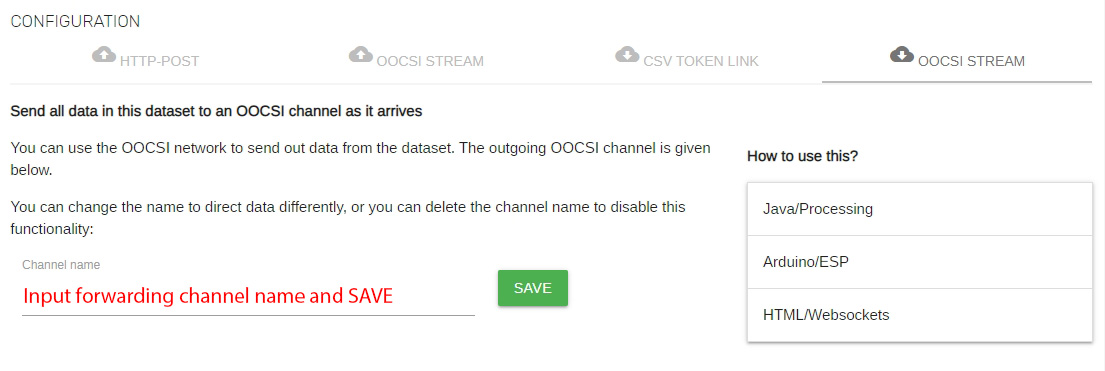 CONFIGURATION
HTTP-POST
OOCSI STREAM
CSV TOKEN LINK
OOCSI STREAM
Send all data in this dataset to an OOCSI channel as it arrives
You can use the OOCSI network to send out data from the dataset. The outgoing OOCSI channel is given
below.
You can change the name to direct data differently, or you can delete the channel name to disable this
functionality:
Channel name
Input forwarding channel name and SAVE
SAVE
How to use this?
Java/Processing
Arduino/ESP
HTML/Websockets